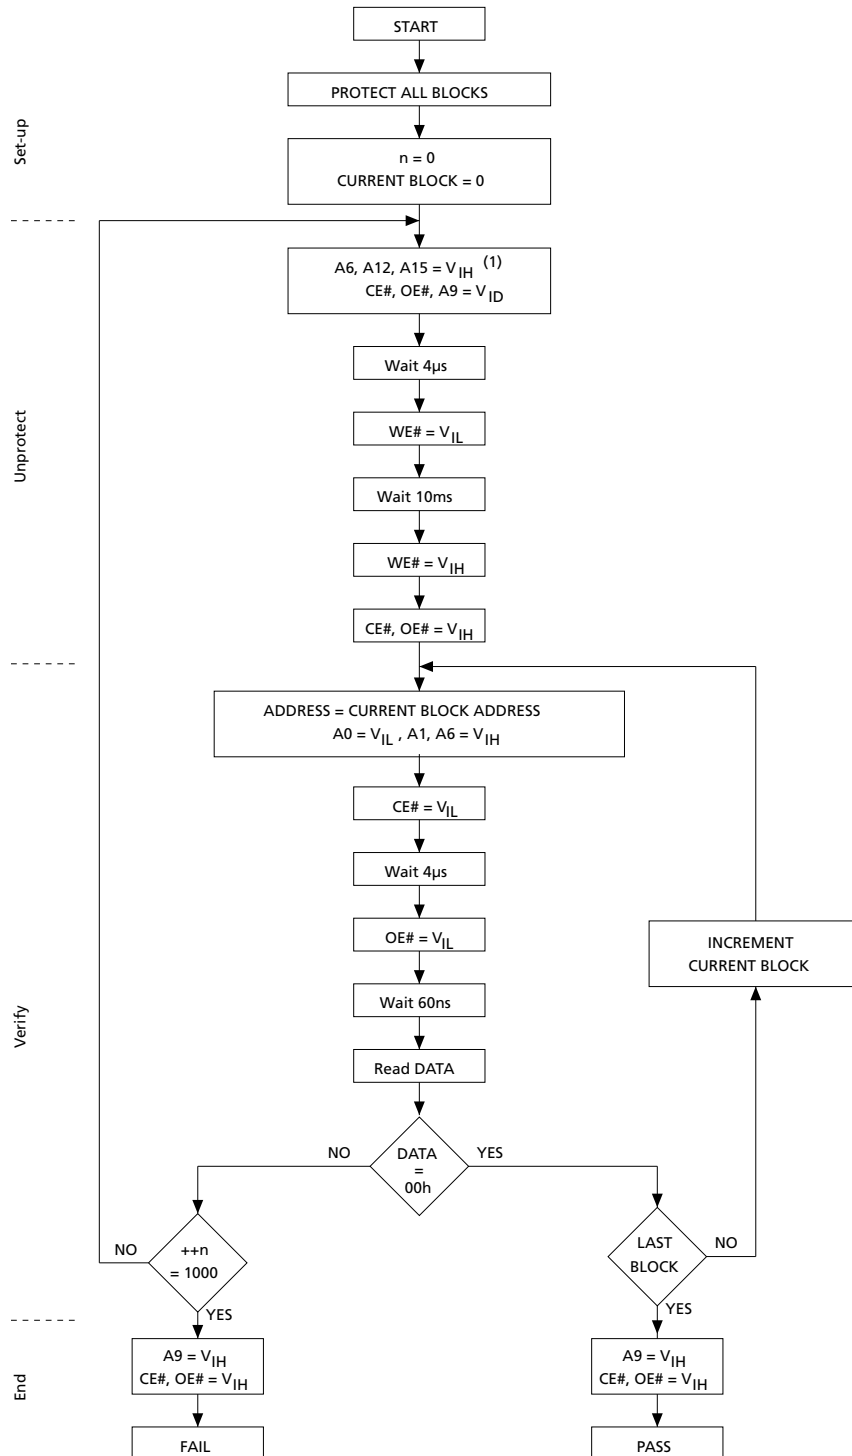 START
PROTECT ALL BLOCKS
Set-up
n = 0
CURRENT BLOCK = 0
A6, A12, A15 = VIH (1)
CE#, OE#, A9 = VID
Wait 4µs
WE# = VIL
Unprotect
Wait 10ms
WE# = VIH
CE#, OE# = VIH
ADDRESS = CURRENT BLOCK ADDRESS
A0 = VIL , A1, A6 = VIH
CE# = VIL
Wait 4µs
OE# = VIL
INCREMENT
CURRENT BLOCK
Wait 60ns
Verify
Read DATA
NO
DATA
=
00h
YES
NO
++n
= 1000
YES
LAST
BLOCK
NO
YES
End
A9 = VIH
CE#, OE# = VIH
A9 = VIH
CE#, OE# = VIH
FAIL
PASS